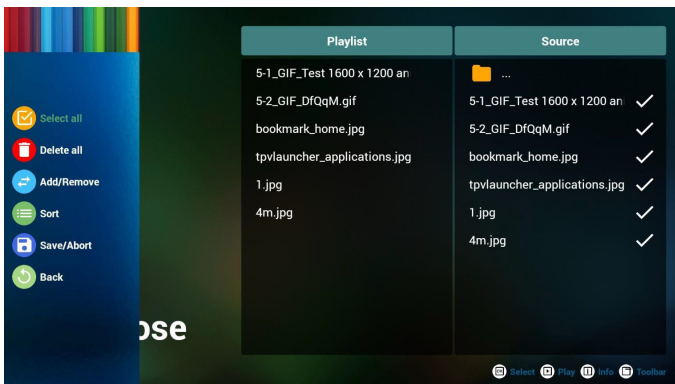 Playlist
Source
5-1_GIF_Test 1600 x 1200 an
5-2_GIF_DfQqM.gif
bookmark_home.jpg
tpvlauncher_applications.jpg
1.jpg
4m.jpg
...
5-1_GIF_Test 1600 x 1200 an
5-2_GIF_DfQqM.gif
bookmark_home.jpg
tpvlauncher_applications.jpg
1.jpg
4m.jpg
Select all
Delete all
Add/Remove
Sort
Save/Abort
Back
ose
OK Select Play Info Toolbar